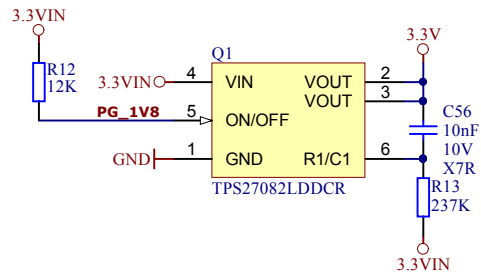 3.3VIN
R12
12K
PG_1V8
3.3VIN
GND
Q1
4 VIN VOUT 2
VOUT 3
5 ON/OFF
1 GND R1/C1 6
TPS27082LDDCR
3.3V
C56
10nF
10V
X7R
R13
237K
3.3VIN